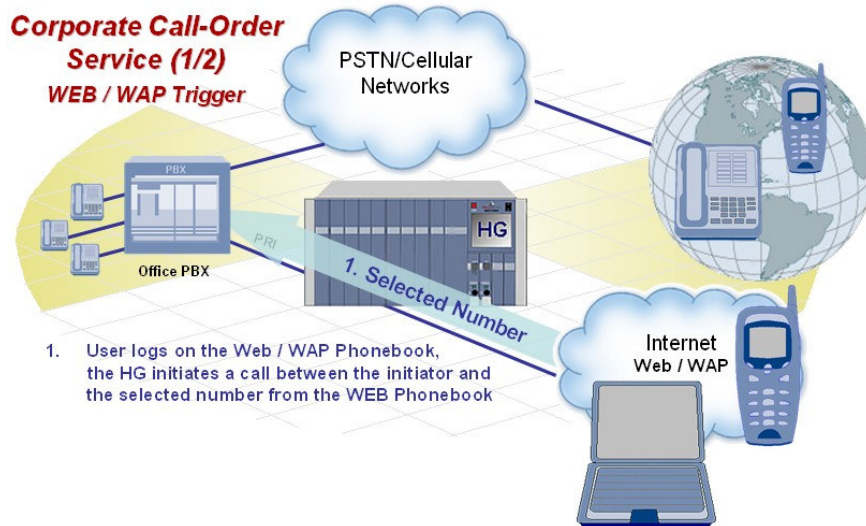 Corporate Call-Order
Service (1/2)
WEB / WAP Trigger
PSTN/Cellular
Networks
PBX
Office PBX
PRI
HG
1. Selected Number
Internet
Web / WAP
1. User logs on the Web / WAP Phonebook,
the HG initiates a call between the initiator and
the selected number from the WEB Phonebook